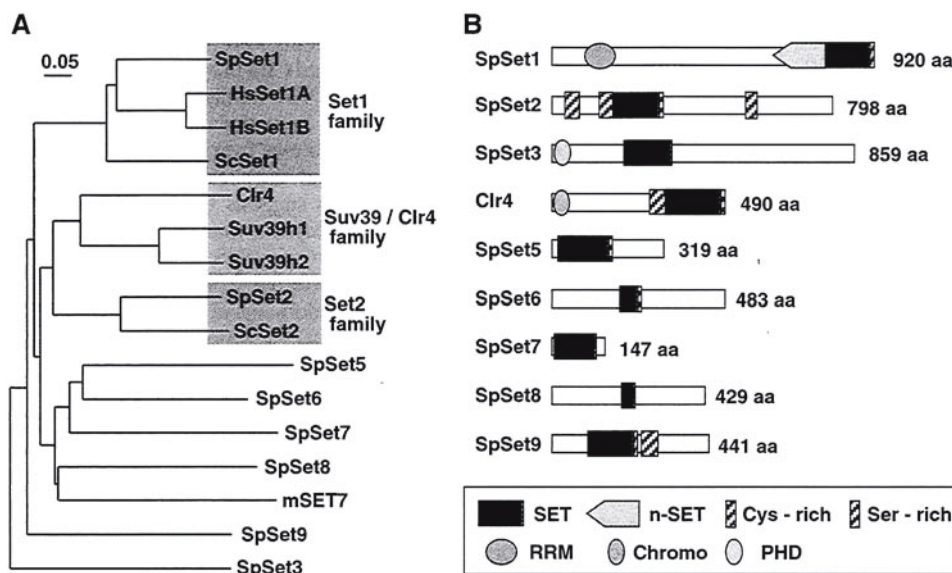 A
0.05
SpSet1
HsSet1A
HsSet1B
ScSet1
Set1
family
Clr4
Suv39h1
Suv39h2
Suv39 / Clr4
family
SpSet2
ScSet2
Set2
family
SpSet5
SpSet6
SpSet7
SpSet8
mSET7
SpSet9
SpSet3
B
SpSet1 920 aa
SpSet2 798 aa
SpSet3 859 aa
Clr4 490 aa
SpSet5 319 aa
SpSet6 483 aa
SpSet7 147 aa
SpSet8 429 aa
SpSet9 441 aa
SET n-SET Cys - rich Ser - rich
RRM Chromo PHD